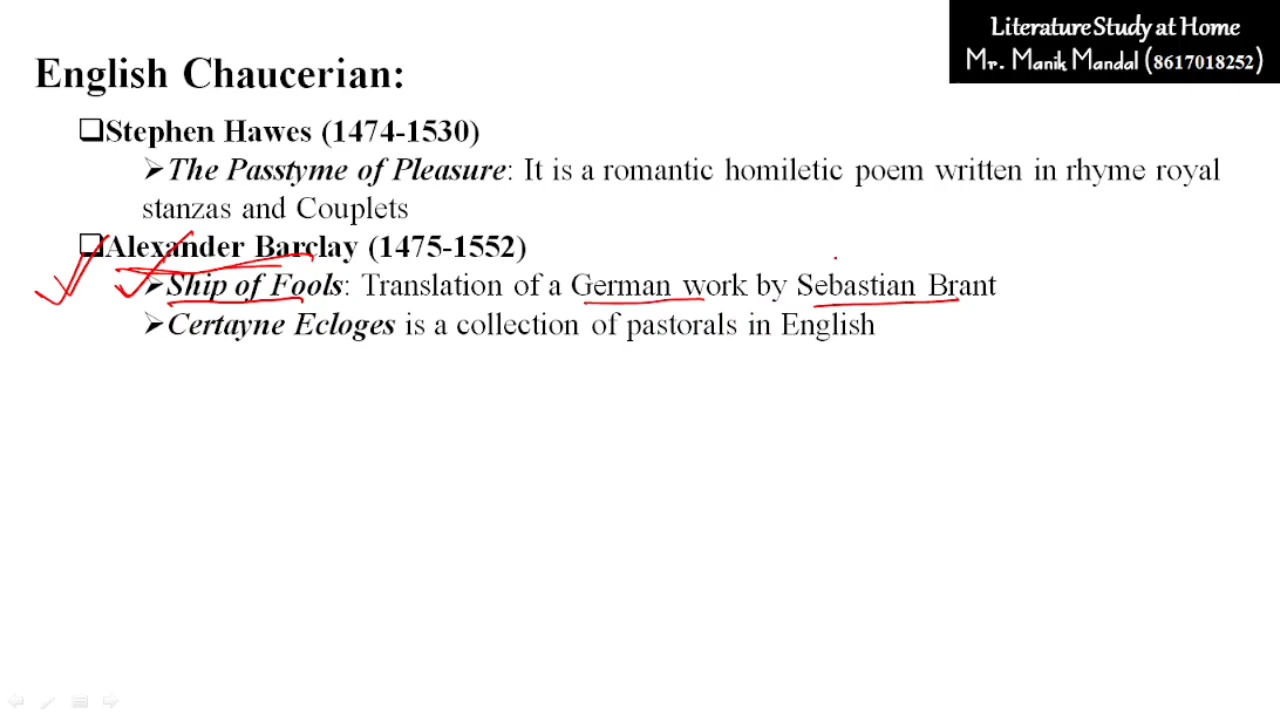 Literature Study at Home
Mr. Manik Mandal (8617018252)
English Chaucerian:
Stephen Hawes (1474-1530)
The Passtyme of Pleasure: It is a romantic homiletic poem written in rhyme royal
stanzas and Couplets
Alexander Barclay (1475-1552)
Ship of Fools: Translation of a German work by Sebastian Brant
Certayne Ecloges is a collection of pastorals in English